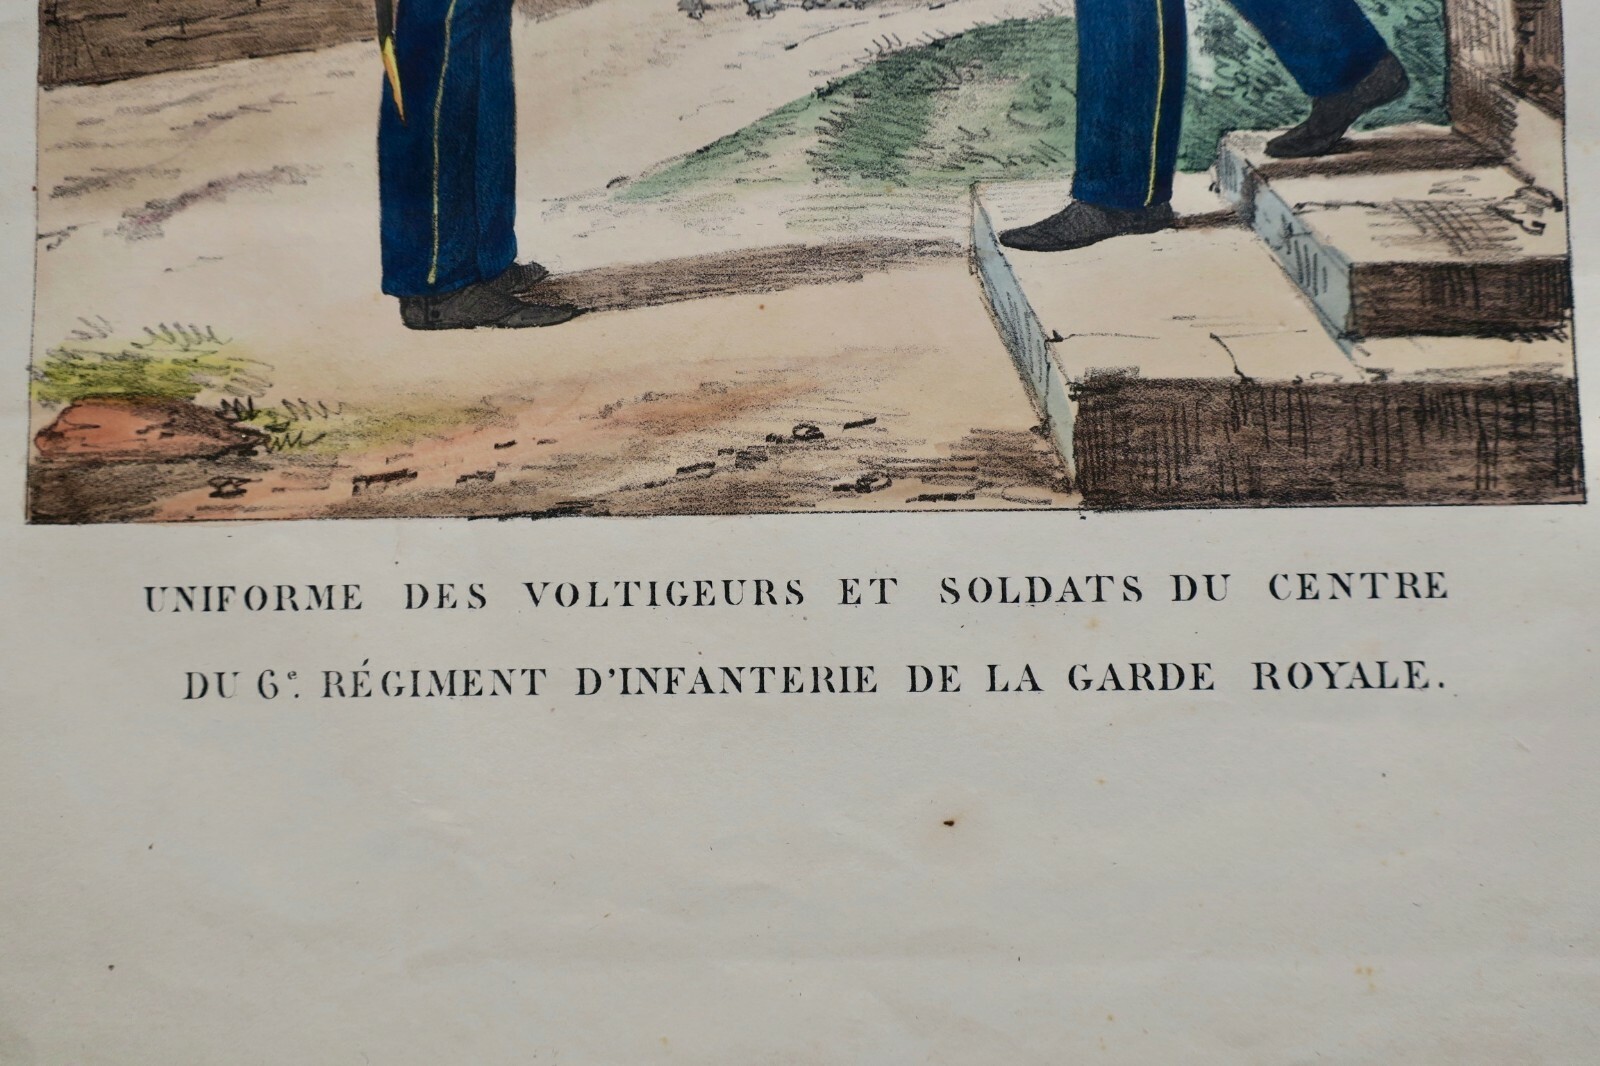 UNIFORME DES VOLTIGEURS ET SOLDATS DU CENTRE
DU 6e. RÉGIMENT D'INFANTERIE DE LA GARDE ROYALE.